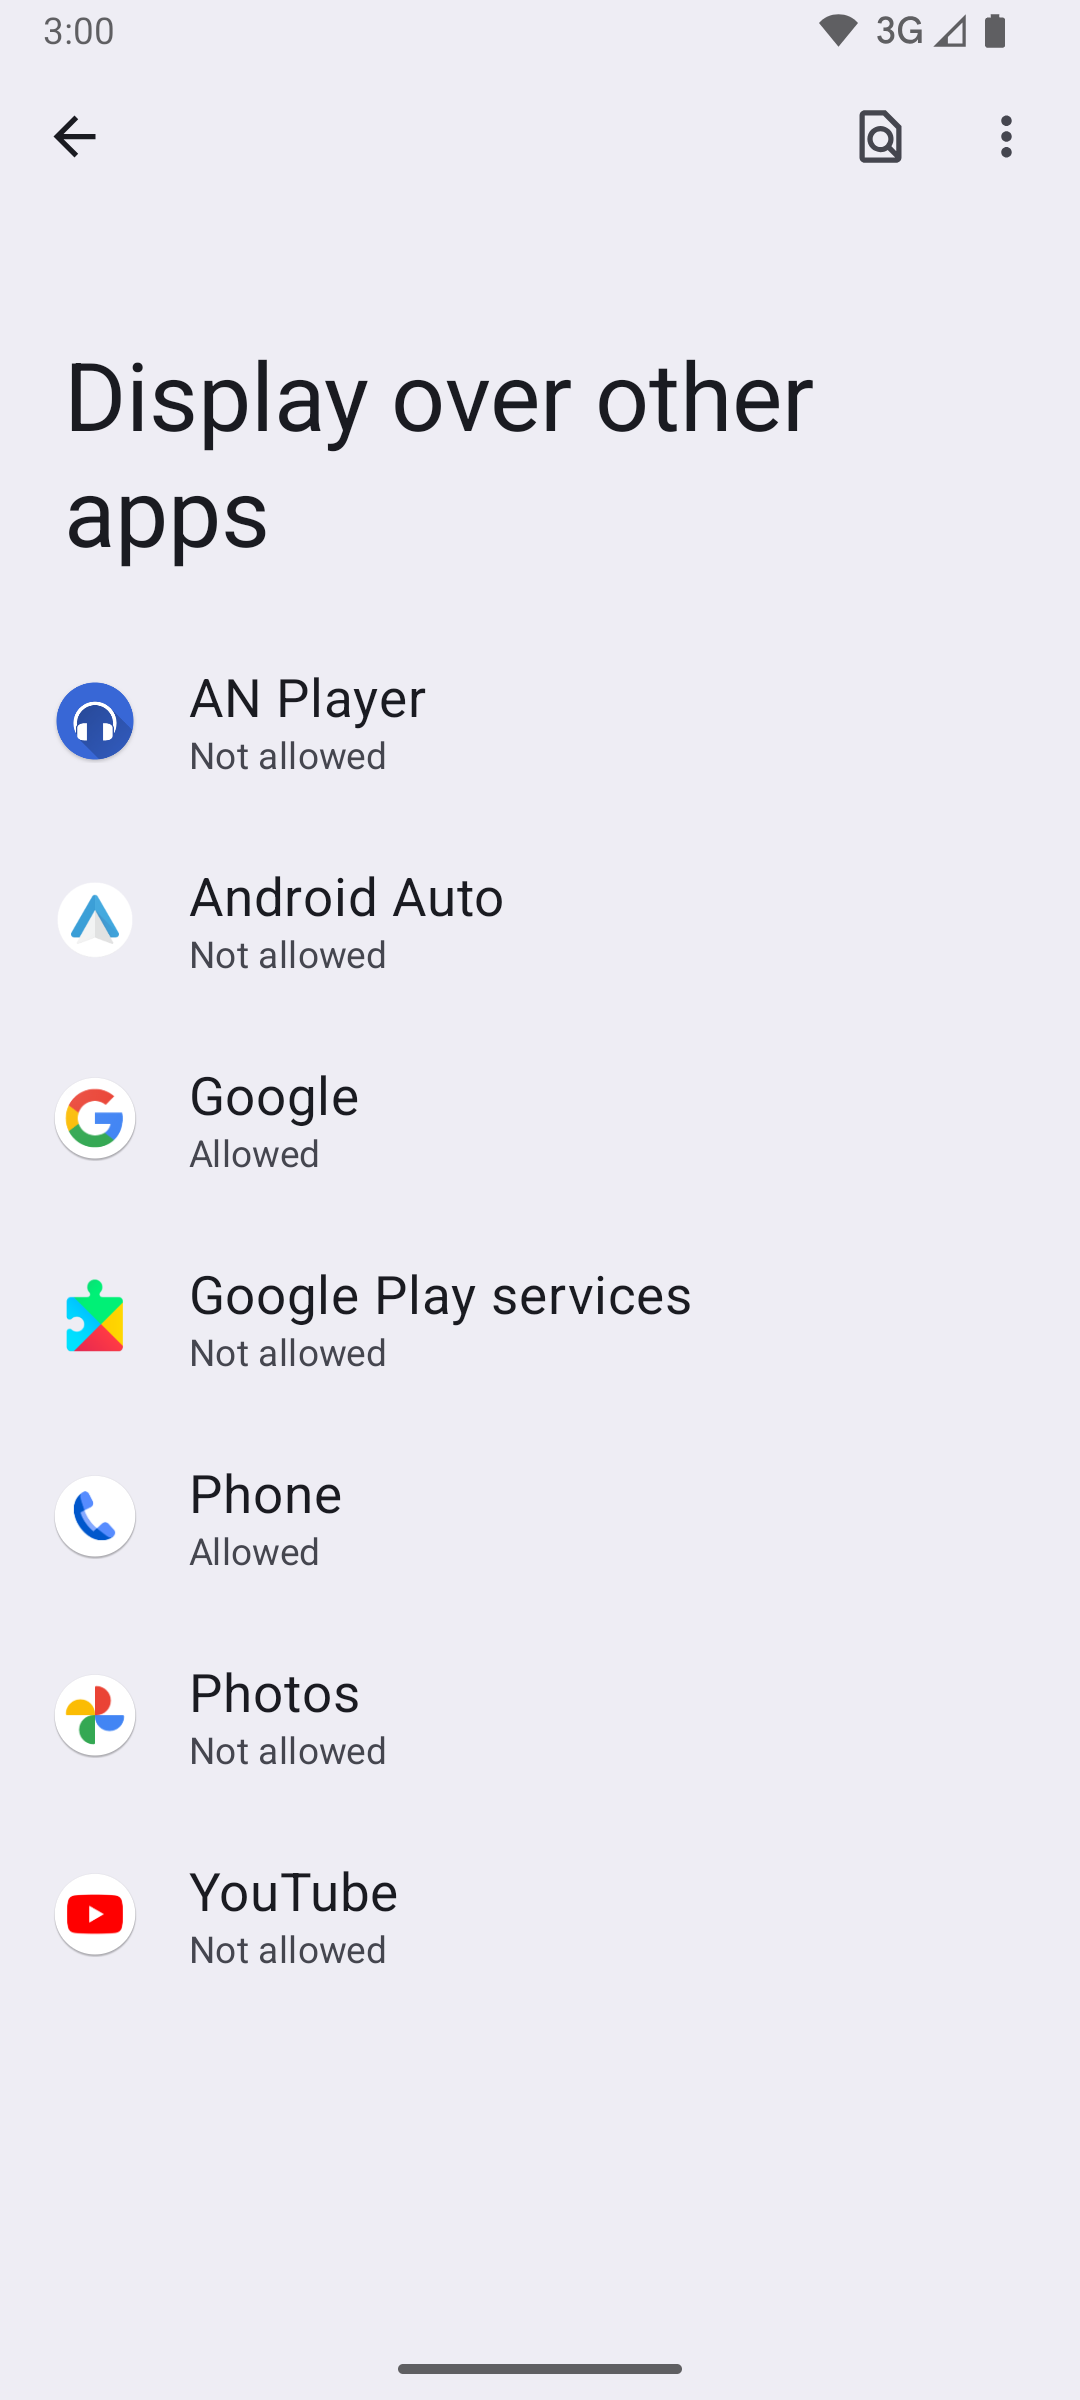 3:00
3G
Display over other
apps
AN Player
Not allowed
Android Auto
Not allowed
Google
Allowed
Google Play services
Not allowed
Phone
Allowed
Photos
Not allowed
YouTube
Not allowed